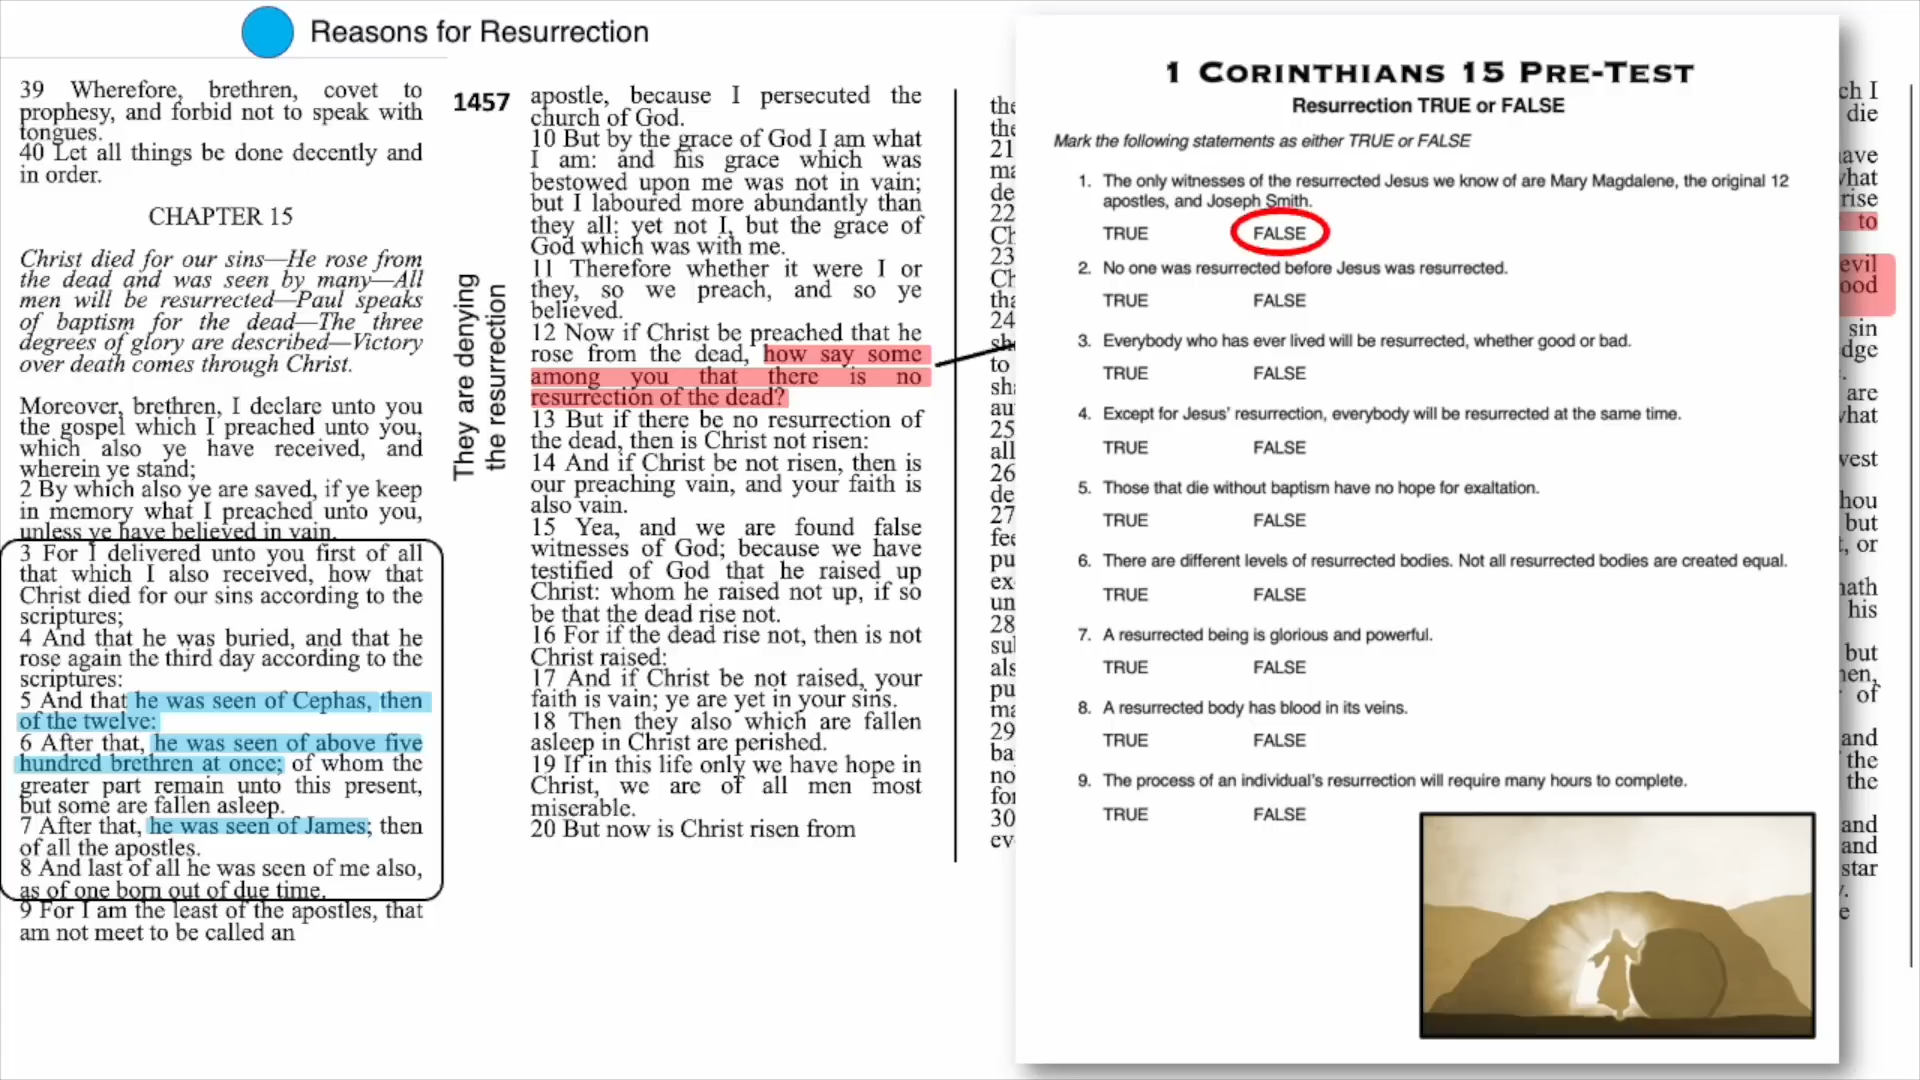 Reasons for Resurrection
39 Wherefore, brethren, covet to
prophesy, and forbid not to speak with
tongues.
40 Let all things be done decently and
in order.
CHAPTER 15
Christ died for our sins—He rose from
the dead and was seen by many—All
men will be resurrected—Paul speaks
of baptism for the dead—The three
degrees of glory are described—Victory
over death comes through Christ.
Moreover, brethren, I declare unto you
the gospel which I preached unto you,
which also ye have received, and
wherein ye stand;
2 By which also ye are saved, if ye keep
in memory what I preached unto you,
unless ye have believed in vain.
3 For I delivered unto you first of all
that which I also received, how that
Christ died for our sins according to the
scriptures;
4 And that he was buried, and that he
rose again the third day according to the
scriptures:
5 And that he was seen of Cephas, then
of the twelve:
6 After that, he was seen of above five
hundred brethren at once; of whom the
greater part remain unto this present,
but some are fallen asleep.
7 After that, he was seen of James; then
of all the apostles.
8 And last of all he was seen of me also,
as of one born out of due time.
9 For I am the least of the apostles, that
am not meet to be called an
1457
They are denying
the resurrection
apostle, because I persecuted the
church of God.
10 But by the grace of God I am what
I am: and his grace which was
bestowed upon me was not in vain;
but I laboured more abundantly than
they all: yet not I, but the grace of
God which was with me.
11 Therefore whether it were I or
they, so we preach, and so ye
believed.
12 Now if Christ be preached that he
rose from the dead, how say some
among you that there is no
resurrection of the dead?
13 But if there be no resurrection of
the dead, then is Christ not risen:
14 And if Christ be not risen, then is
our preaching vain, and your faith is
also vain.
15 Yea, and we are found false
witnesses of God; because we have
testified of God that he raised up
Christ: whom he raised not up, if so
be that the dead rise not.
16 For if the dead rise not, then is not
Christ raised:
17 And if Christ be not raised, your
faith is vain; ye are yet in your sins.
18 Then they also which are fallen
asleep in Christ are perished.
19 If in this life only we have hope in
Christ, we are of all men most
miserable.
20 But now is Christ risen from
21
22
23
24
to
25
all
26
27
28
29
30
1 CORINTHIANS 15 PRE-TEST
Resurrection TRUE or FALSE
Mark the following statements as either TRUE or FALSE
1. The only witnesses of the resurrected Jesus we know of are Mary Magdalene, the original 12
apostles, and Joseph Smith.
TRUE FALSE
2. No one was resurrected before Jesus was resurrected.
TRUE FALSE
3. Everybody who has ever lived will be resurrected, whether good or bad.
TRUE FALSE
4. Except for Jesus' resurrection, everybody will be resurrected at the same time.
TRUE FALSE
5. Those that die without baptism have no hope for exaltation.
TRUE FALSE
6. There are different levels of resurrected bodies. Not all resurrected bodies are created equal.
TRUE FALSE
7. A resurrected being is glorious and powerful.
TRUE FALSE
8. A resurrected body has blood in its veins.
TRUE FALSE
9. The process of an individual's resurrection will require many hours to complete.
TRUE FALSE
I
die
rise
to
evil
sin
are
but
or
his
but
of
and
the
the
and
and
star